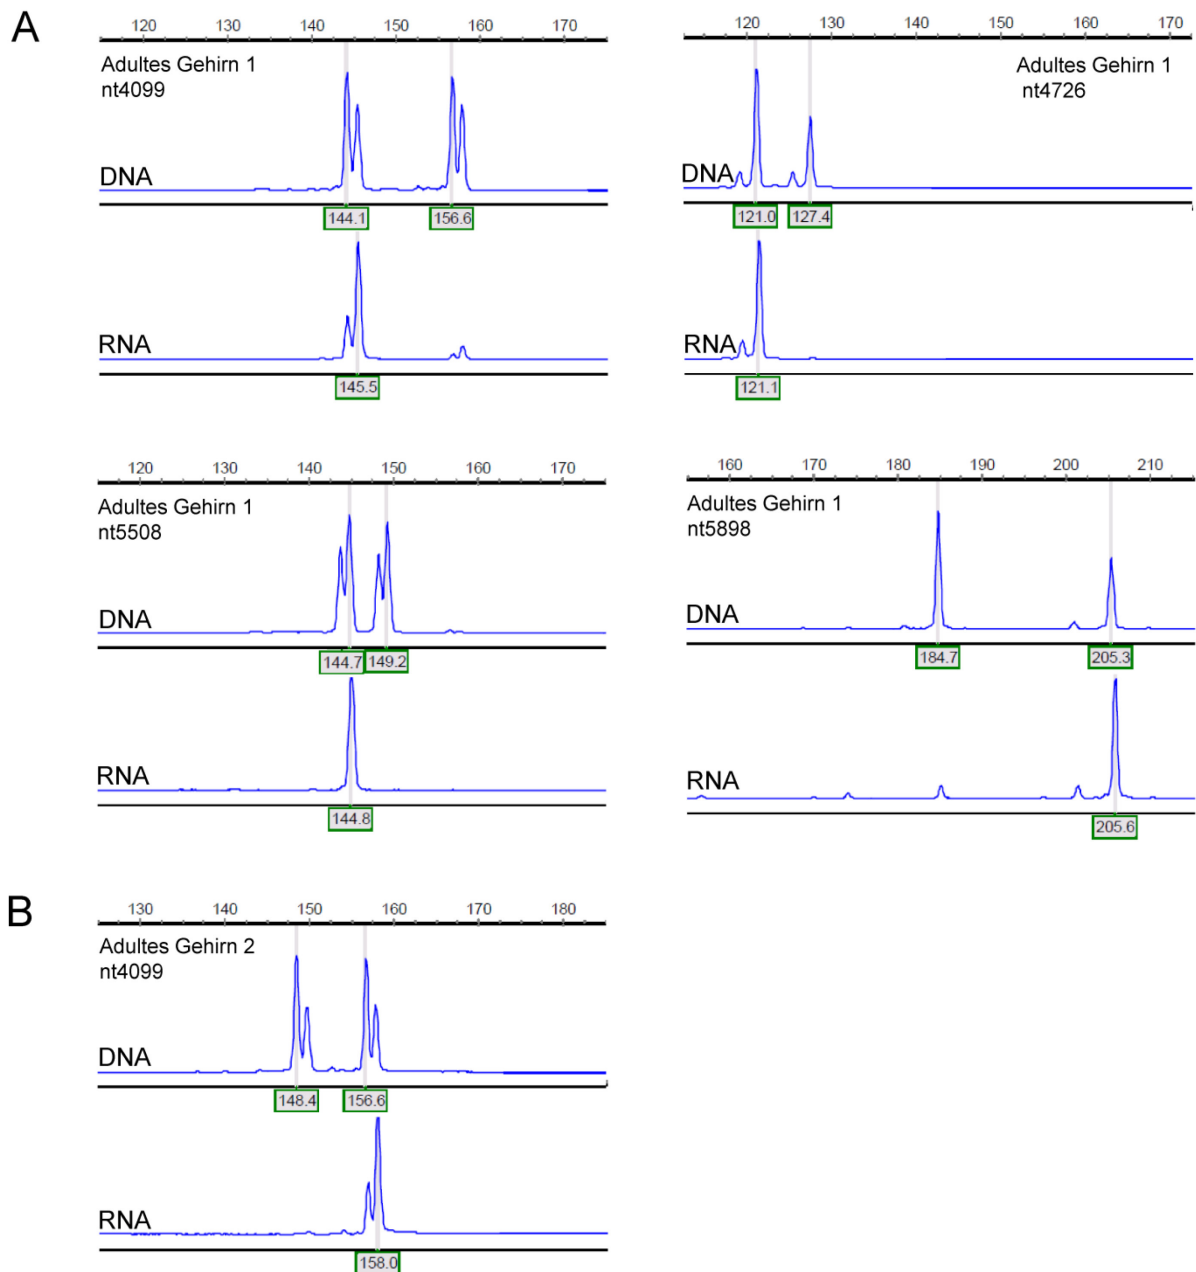 A
120 130 140 150 160 170
Adultes Gehirn 1
nt4099
DNA
144.1 156.6
RNA
145.5
120 130 140 150 160 170
Adultes Gehirn 1
nt4726
DNA
121.0 127.4
RNA
121.1
120 130 140 150 160 170
Adultes Gehirn 1
nt5508
DNA
144.7 149.2
RNA
144.8
160 170 180 190 200 210
Adultes Gehirn 1
nt5898
DNA
184.7 205.3
RNA
205.6
B
130 140 150 160 170 180
Adultes Gehirn 2
nt4099
DNA
148.4 156.6
RNA
158.0